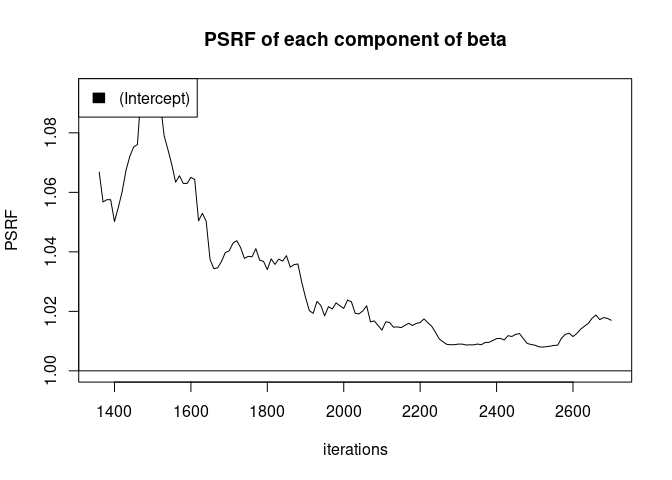 PSRF of each component of beta
(Intercept)
PSRF
1.00
1.02
1.04
1.06
1.08
1400 1600 1800 2000 2200 2400 2600
iterations